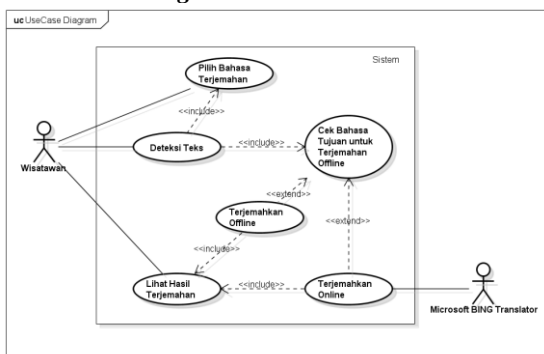 uc UseCase Diagram
Sistem
Pilih Bahasa
Terjemahan
<<include>>
Wisatawan
Deteksi Teks
<<include>>
Cek Bahasa
Tujuan untuk
Terjemahan
Offline
<<extend>>
Terjemahkan
Offline
<<include>>
<<extend>>
Lihat Hasil
Terjemahan
<<include>>
Terjemahkan
Online
Microsoft BING Translator